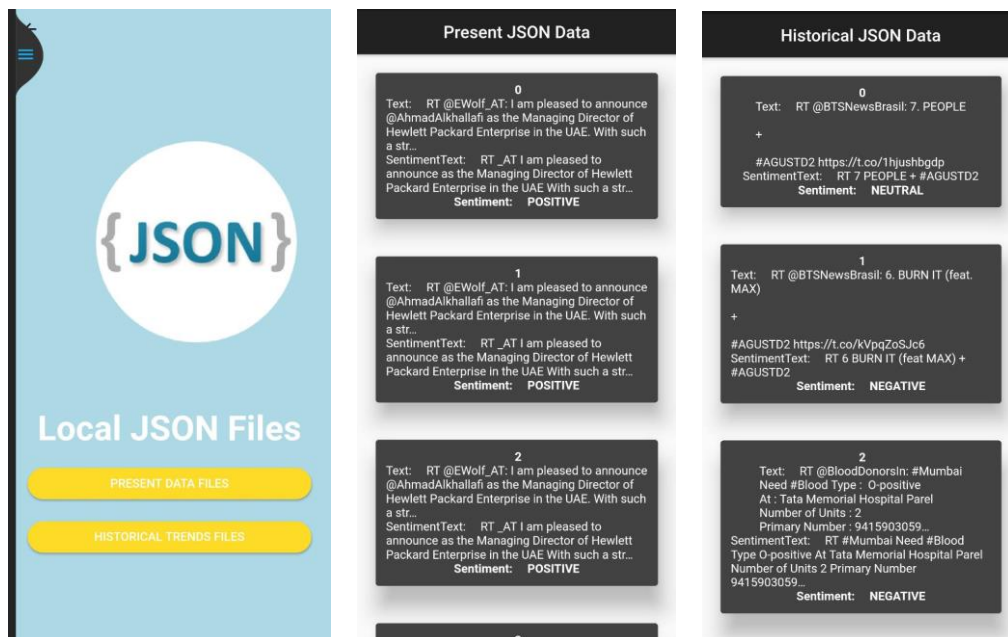 {JSON}
Local JSON Files
PRESENT DATA FILES
HISTORICAL TRENDS FILES
Present JSON Data
0
Text: RT @EWolf_AT: I am pleased to announce
@AhmadAlkhallafi as the Managing Director of
Hewlett Packard Enterprise in the UAE. With such
a str…
SentimentText: RT _AT I am pleased to
announce as the Managing Director of Hewlett
Packard Enterprise in the UAE With such a str…
Sentiment: POSITIVE
1
Text: RT @EWolf_AT: I am pleased to announce
@AhmadAlkhallafi as the Managing Director of
Hewlett Packard Enterprise in the UAE. With such
a str…
SentimentText: RT _AT I am pleased to
announce as the Managing Director of Hewlett
Packard Enterprise in the UAE With such a str…
Sentiment: POSITIVE
2
Text: RT @EWolf_AT: I am pleased to announce
@AhmadAlkhallafi as the Managing Director of
Hewlett Packard Enterprise in the UAE. With such
a str…
SentimentText: RT _AT I am pleased to
announce as the Managing Director of Hewlett
Packard Enterprise in the UAE With such a str…
Sentiment: POSITIVE
Historical JSON Data
0
Text: RT @BTSNewsBrasil: 7. PEOPLE
+
#AGUSTD2 https://t.co/1hjushbgdp
SentimentText: RT 7 PEOPLE + #AGUSTD2
Sentiment: NEUTRAL
1
Text: RT @BTSNewsBrasil: 6. BURN IT (feat.
MAX)
+
#AGUSTD2 https://t.co/kVpqZoSJc6
SentimentText: RT 6 BURN IT (feat MAX) +
#AGUSTD2
Sentiment: NEGATIVE
2
Text: RT @BloodDonorsIn: #Mumbai
Need #Blood Type : O-positive
At : Tata Memorial Hospital Parel
Number of Units : 2
Primary Number : 9415903059…
SentimentText: RT #Mumbai Need #Blood
Type O-positive At Tata Memorial Hospital Parel
Number of Units 2 Primary Number
9415903059…
Sentiment: NEGATIVE